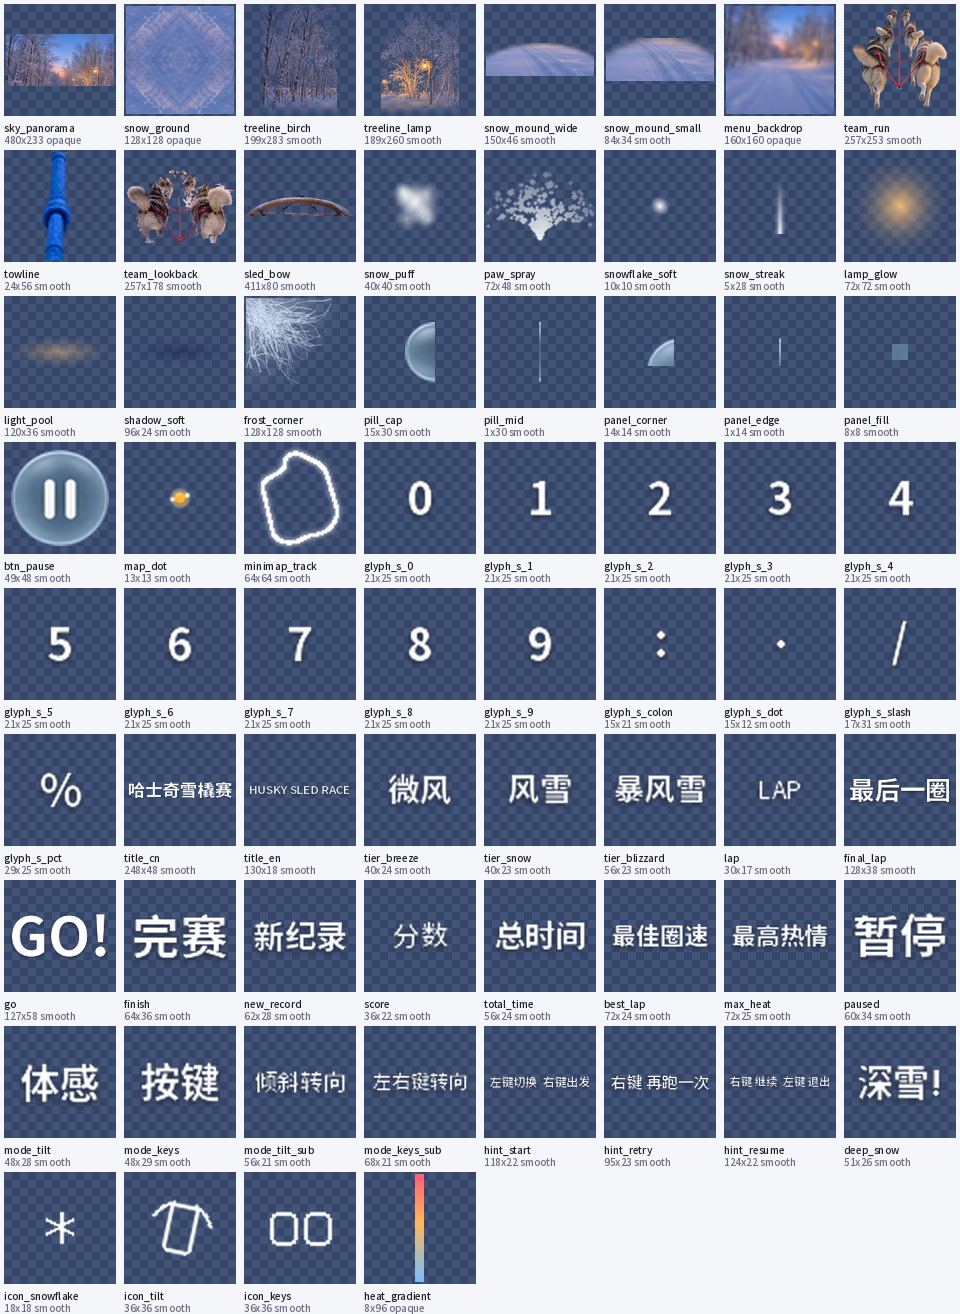 sky_panorama snow_ground treeline_birch treeline_lamp snow_mound_wide snow_mound_small menu_backdrop team_run
480x233 opaque 128x128 opaque 199x283 smooth 189x260 smooth 150x46 smooth 84x34 smooth 160x160 opaque 257x253 smooth
towline team_lookback sled_bow snow_puff paw_spray snowflake_soft snow_streak lamp_glow
24x56 smooth 257x178 smooth 411x80 smooth 40x40 smooth 72x48 smooth 10x10 smooth 5x28 smooth 72x72 smooth
light_pool shadow_soft frost_corner pill_cap pill_mid panel_corner panel_edge panel_fill
120x36 smooth 96x24 smooth 128x128 smooth 15x30 smooth 1x30 smooth 14x14 smooth 1x14 smooth 8x8 smooth
0 1 2 3 4
btn_pause map_dot minimap_track glyph_s_0 glyph_s_1 glyph_s_2 glyph_s_3 glyph_s_4
49x48 smooth 13x13 smooth 64x64 smooth 21x25 smooth 21x25 smooth 21x25 smooth 21x25 smooth 21x25 smooth
5 6 7 8 9 : · /
glyph_s_5 glyph_s_6 glyph_s_7 glyph_s_8 glyph_s_9 glyph_s_colon glyph_s_dot glyph_s_slash
21x25 smooth 21x25 smooth 21x25 smooth 21x25 smooth 21x25 smooth 15x21 smooth 15x12 smooth 17x31 smooth
% 哈士奇雪橇赛 HUSKY SLED RACE 微风 风雪 暴风雪 LAP 最后一圈
glyph_s_pct title_cn title_en tier_breeze tier_snow tier_blizzard lap final_lap
29x25 smooth 248x48 smooth 130x18 smooth 40x24 smooth 40x23 smooth 56x23 smooth 30x17 smooth 128x38 smooth
GO! 完赛 新纪录 分数 总时间 最佳圈速 最高热情 暂停
go finish new_record score total_time best_lap max_heat paused
127x58 smooth 64x36 smooth 62x28 smooth 36x22 smooth 56x24 smooth 72x24 smooth 72x25 smooth 60x34 smooth
体感 按键 倾斜转向 左右键转向 左键切换 右键出发 右键 再跑一次 右键 继续 左键 退出 深雪!
mode_tilt mode_keys mode_tilt_sub mode_keys_sub hint_start hint_retry hint_resume deep_snow
48x28 smooth 48x29 smooth 56x21 smooth 68x21 smooth 118x22 smooth 95x23 smooth 124x22 smooth 51x26 smooth
icon_snowflake icon_tilt icon_keys heat_gradient
18x18 smooth 36x36 smooth 36x36 smooth 8x96 opaque